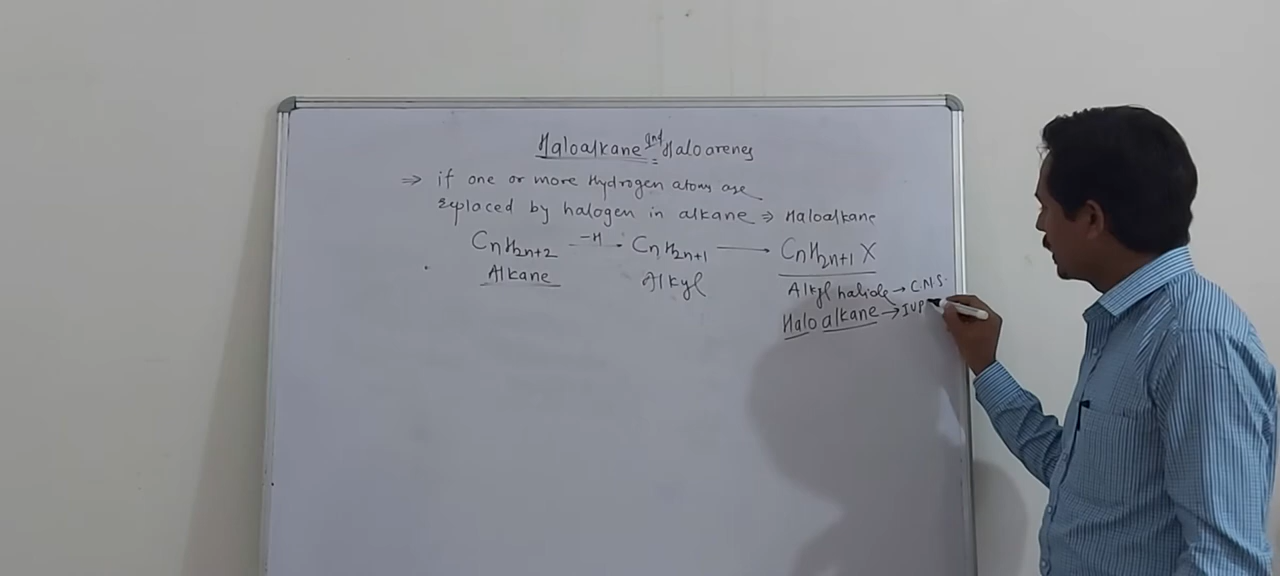 Haloalkane and Haloarenes
⇒ if one or more Hydrogen atoms are
replaced by halogen in alkane ⇒ Haloalkane
CnH2n+2 —-H→ CnH2n+1 ⟶ CnH2n+1 X
Alkane Alkyl Alkyl halide → C.N.S.
Haloalkane → IUP